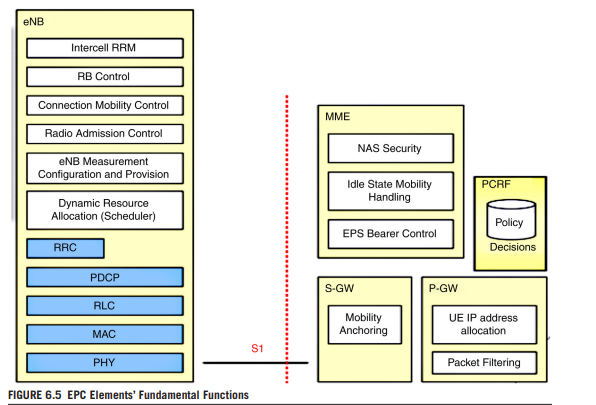 eNB
Intercell RRM
RB Control
Connection Mobility Control
Radio Admission Control
eNB Measurement
Configuration and Provision
Dynamic Resource
Allocation (Scheduler)
RRC
PDCP
RLC
MAC
PHY
S1
MME
NAS Security
Idle State Mobility
Handling
EPS Bearer Control
PCRF
Policy
Decisions
S-GW
Mobility
Anchoring
P-GW
UE IP address
allocation
Packet Filtering
FIGURE 6.5 EPC Elements' Fundamental Functions